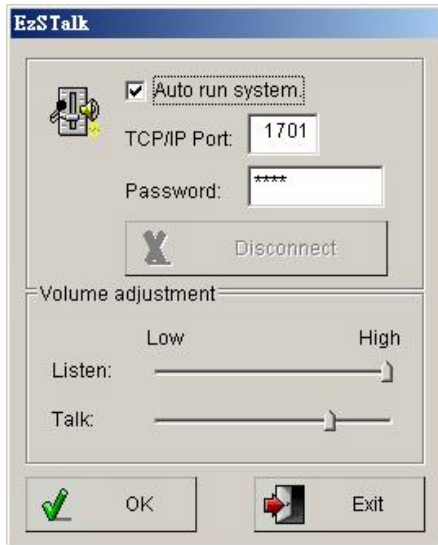 EzSTalk
Auto run system.
TCP/IP Port: 1701
Password: ****
Disconnect
Volume adjustment
Low High
Listen:
Talk:
OK Exit